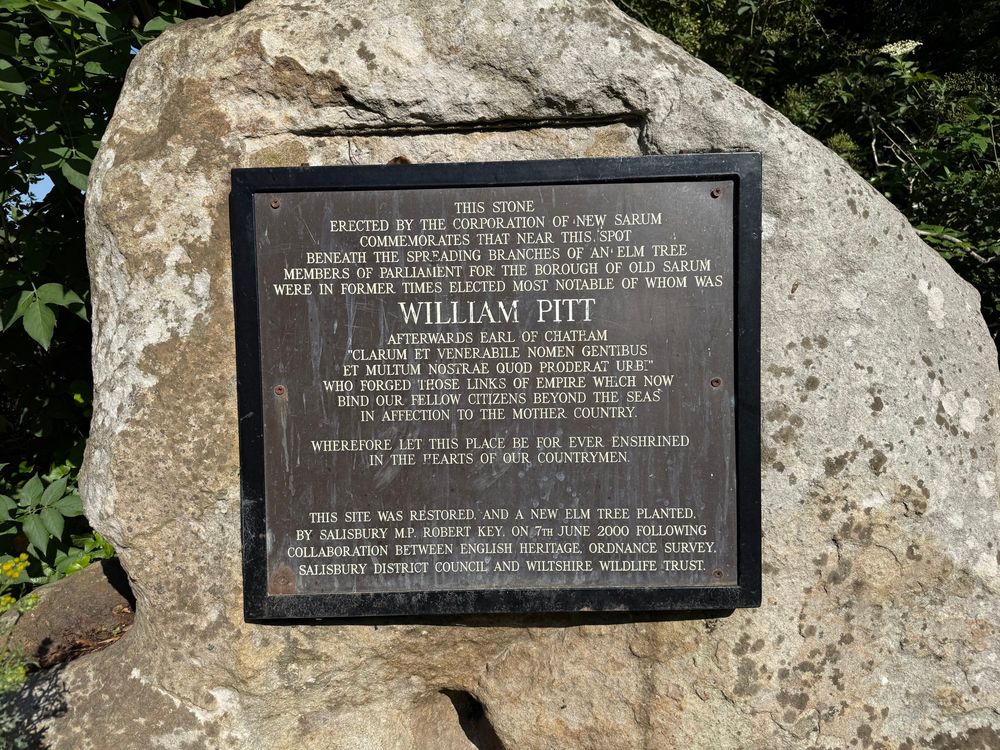 THIS STONE
ERECTED BY THE CORPORATION OF NEW SARUM
COMMEMORATES THAT NEAR THIS SPOT
BENEATH THE SPREADING BRANCHES OF AN ELM TREE
MEMBERS OF PARLIAMENT FOR THE BOROUGH OF OLD SARUM
WERE IN FORMER TIMES ELECTED MOST NOTABLE OF WHOM WAS
WILLIAM PITT
AFTERWARDS EARL OF CHATHAM
"CLARUM ET VENERABILE NOMEN GENTIBUS
ET MULTUM NOSTRAE QUOD PRODERAT URBI"
WHO FORGED THOSE LINKS OF EMPIRE WHICH NOW
BIND OUR FELLOW CITIZENS BEYOND THE SEAS
IN AFFECTION TO THE MOTHER COUNTRY.
WHEREFORE LET THIS PLACE BE FOR EVER ENSHRINED
IN THE HEARTS OF OUR COUNTRYMEN.
THIS SITE WAS RESTORED, AND A NEW ELM TREE PLANTED,
BY SALISBURY M.P. ROBERT KEY, ON 7TH JUNE 2000 FOLLOWING
COLLABORATION BETWEEN ENGLISH HERITAGE, ORDNANCE SURVEY,
SALISBURY DISTRICT COUNCIL AND WILTSHIRE WILDLIFE TRUST.